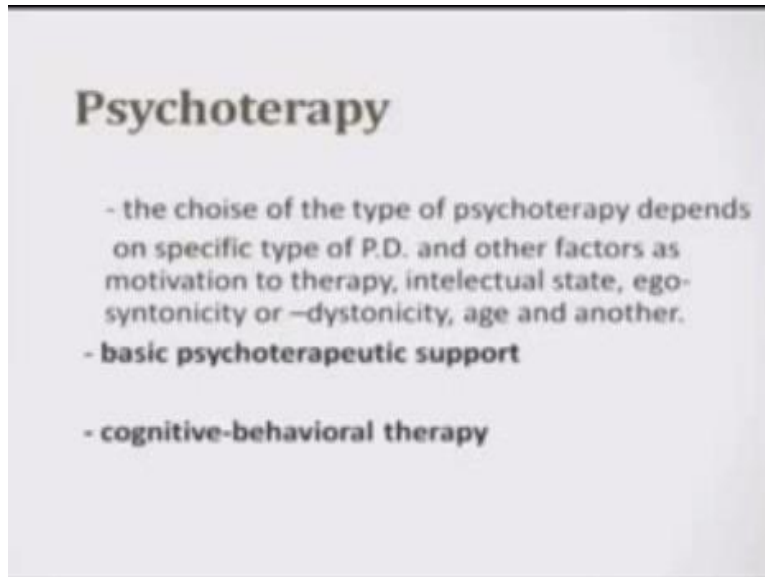 Psychoterapy
- the choise of the type of psychoterapy depends
on specific type of P.D. and other factors as
motivation to therapy, intelectual state, ego-
syntonicity or –dystonicity, age and another.
- basic psychoterapeutic support
- cognitive-behavioral therapy